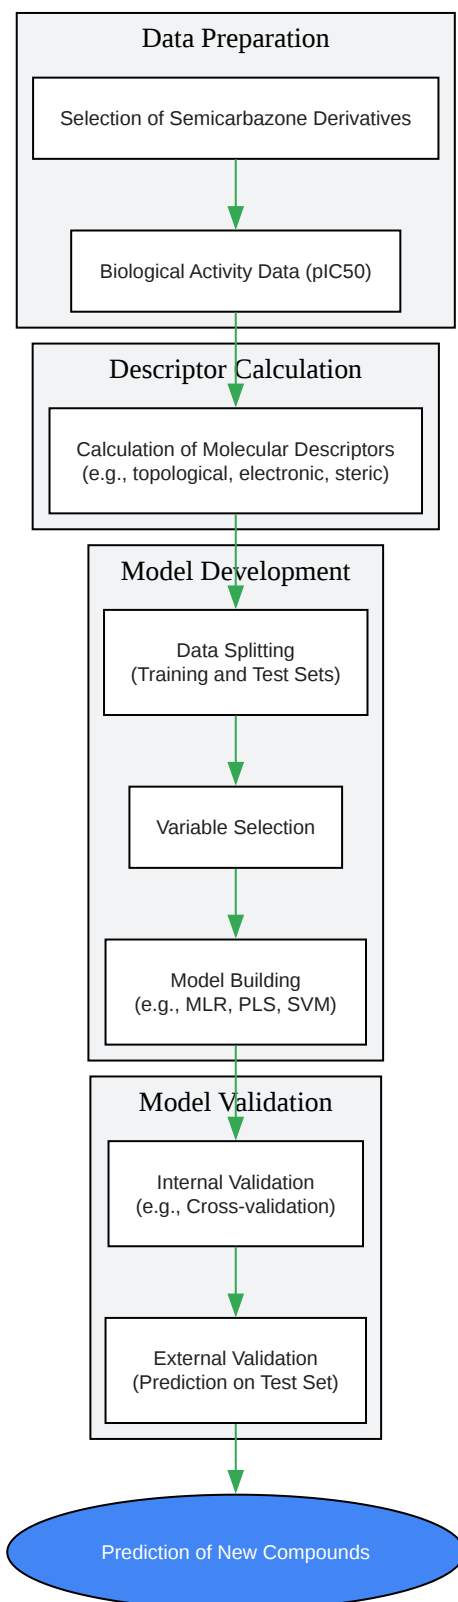 Data Preparation
Selection of Semicarbazone Derivatives
Biological Activity Data (pIC50)
Descriptor Calculation
Calculation of Molecular Descriptors
(e.g., topological, electronic, steric)
Model Development
Data Splitting
(Training and Test Sets)
Variable Selection
Model Building
(e.g., MLR, PLS, SVM)
Model Validation
Internal Validation
(e.g., Cross-validation)
External Validation
(Prediction on Test Set)
Prediction of New Compounds